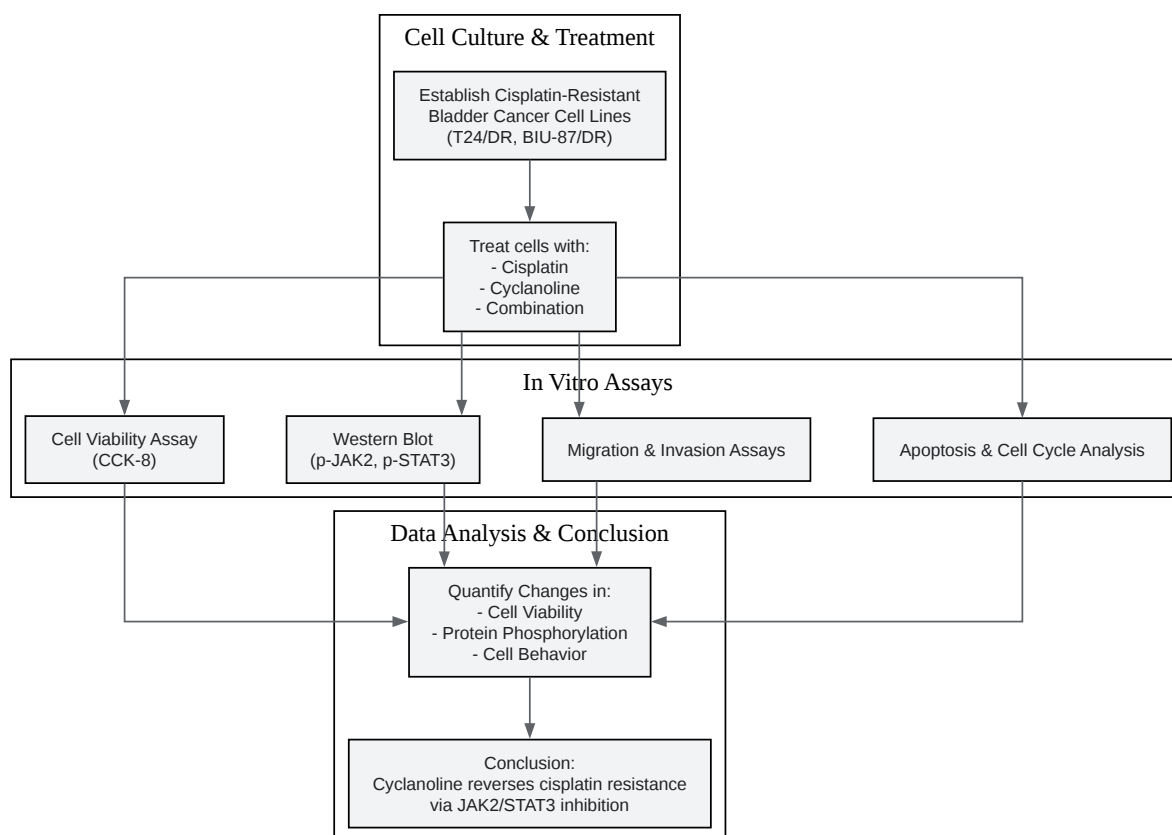 Cell Culture & Treatment
Establish Cisplatin-Resistant
Bladder Cancer Cell Lines
(T24/DR, BIU-87/DR)
Treat cells with:
- Cisplatin
- Cyclanoline
- Combination
In Vitro Assays
Cell Viability Assay
(CCK-8)
Western Blot
(p-JAK2, p-STAT3)
Migration & Invasion Assays
Apoptosis & Cell Cycle Analysis
Data Analysis & Conclusion
Quantify Changes in:
- Cell Viability
- Protein Phosphorylation
- Cell Behavior
Conclusion:
Cyclanoline reverses cisplatin resistance
via JAK2/STAT3 inhibition